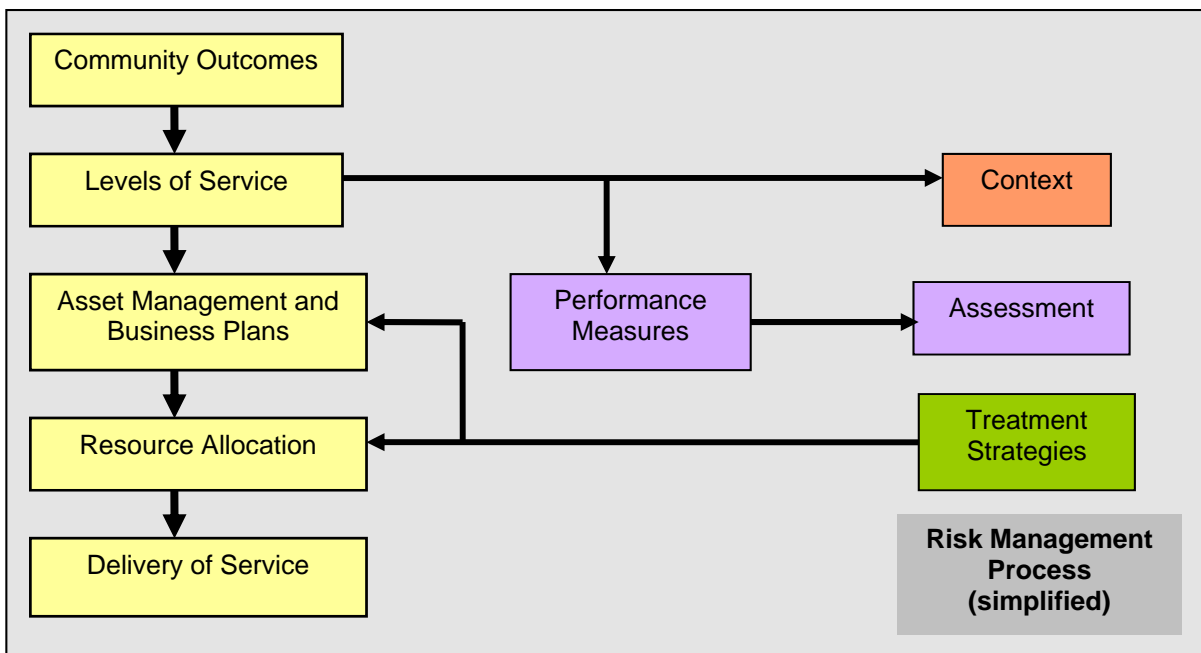 Community Outcomes
Levels of Service
Context
Asset Management and
Business Plans
Performance
Measures
Assessment
Resource Allocation
Treatment
Strategies
Delivery of Service
Risk Management
Process
(simplified)